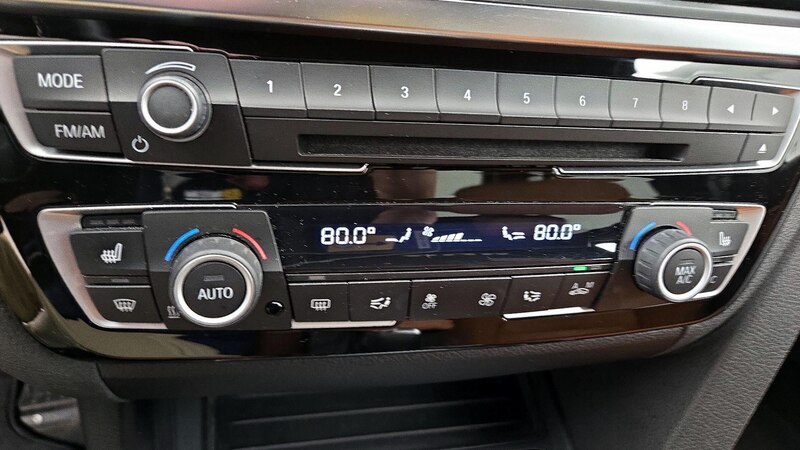 MODE
1 2 3 4 5 6 7 8
FM/AM
80.0° 80.0°
AUTO
MAX
A/C
OFF
A M